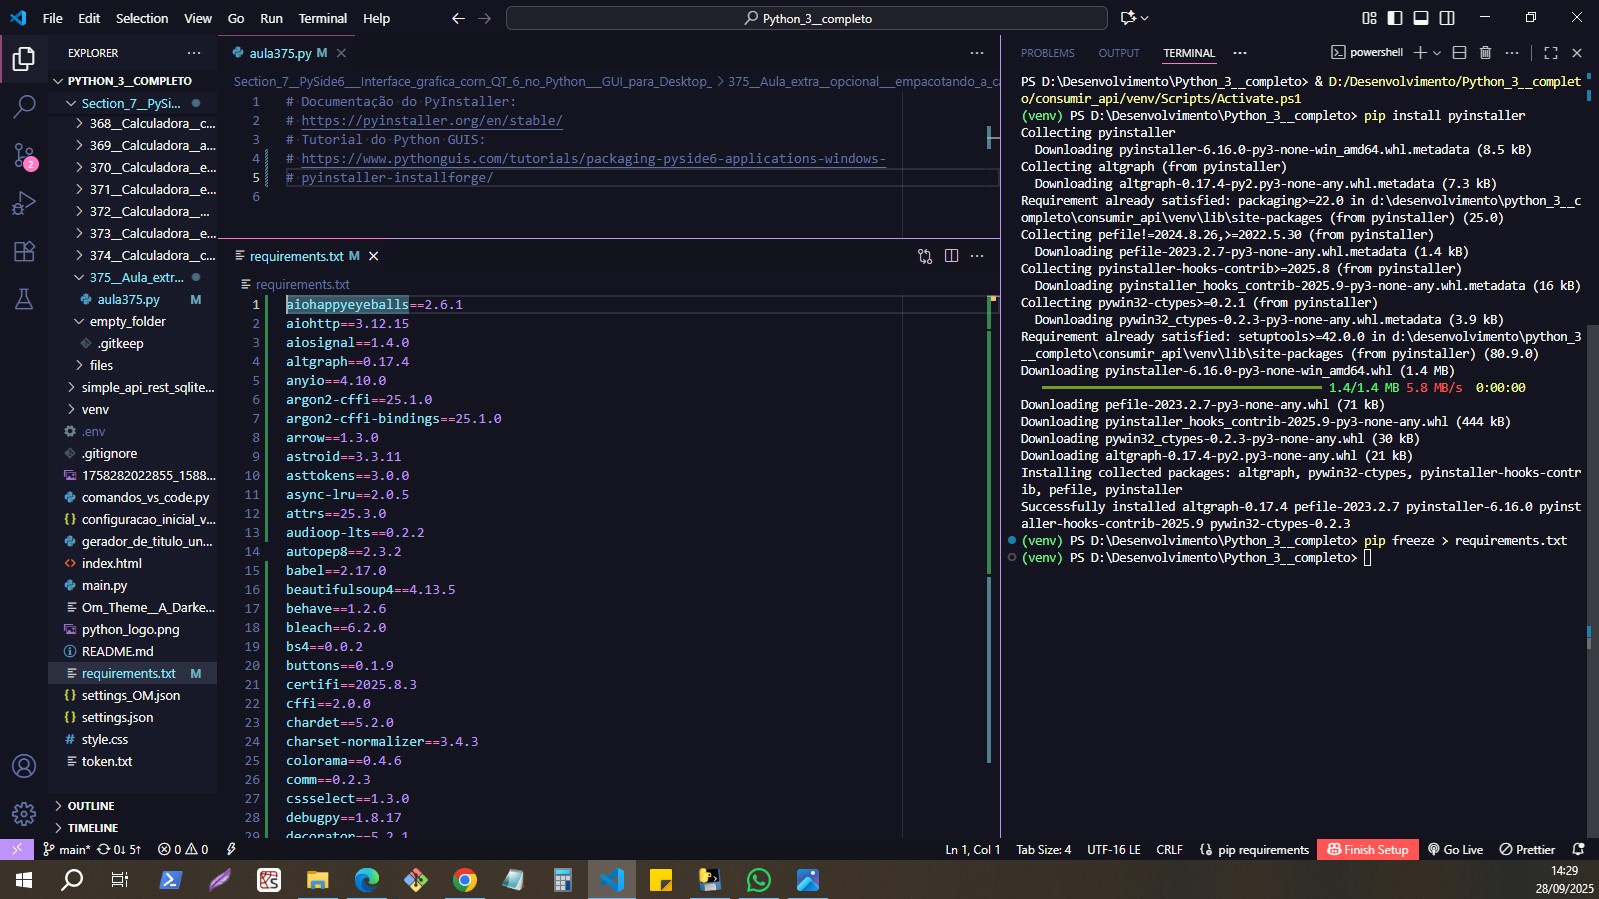 File Edit Selection View Go Run Terminal Help
Python_3__completo
EXPLORER
PYTHON_3__COMPLETO
Section_7__PySi...
368__Calculadora__c...
369__Calculadora__a...
370__Calculadora__e...
371__Calculadora__e...
372__Calculadora__...
373__Calculadora__e...
374__Calculadora__c...
375__Aula_extr...
aula375.py M
empty_folder
.gitkeep
files
simple_api_rest_sqlite...
venv
.env
.gitignore
1758282022855_1588...
comandos_vs_code.py
configuracao_inicial_v...
gerador_de_titulo_un...
index.html
main.py
Om_Theme__A_Darke...
python_logo.png
README.md
requirements.txt M
settings_OM.json
settings.json
style.css
token.txt
OUTLINE
TIMELINE
2
aula375.py M
Section_7__PySide6___Interface_grafica_com_QT_6_no_Python___GUI_para_Desktop_ > 375__Aula_extra__opcional___empacotando_a_ca
1 # Documentação do PyInstaller:
2 # https://pyinstaller.org/en/stable/
3 # Tutorial do Python GUIS:
4 # https://www.pythonguis.com/tutorials/packaging-pyside6-applications-windows-
5 # pyinstaller-installforge/
6
requirements.txt M
requirements.txt
1 aiohappyeyeballs==2.6.1
2 aiohttp==3.12.15
3 aiosignal==1.4.0
4 altgraph==0.17.4
5 anyio==4.10.0
6 argon2-cffi==25.1.0
7 argon2-cffi-bindings==25.1.0
8 arrow==1.3.0
9 astroid==3.3.11
10 asttokens==3.0.0
11 async-lru==2.0.5
12 attrs==25.3.0
13 audioop-lts==0.2.2
14 autopep8==2.3.2
15 babel==2.17.0
16 beautifulsoup4==4.13.5
17 behave==1.2.6
18 bleach==6.2.0
19 bs4==0.0.2
20 buttons==0.1.9
21 certifi==2025.8.3
22 cffi==2.0.0
23 chardet==5.2.0
24 charset-normalizer==3.4.3
25 colorama==0.4.6
26 comm==0.2.3
27 cssselect==1.3.0
28 debugpy==1.8.17
29 decorator==5.2.1
PROBLEMS OUTPUT TERMINAL powershell
PS D:\Desenvolvimento\Python_3__completo> & D:/Desenvolvimento/Python_3__complet
o/consumir_api/venv/Scripts/Activate.ps1
(venv) PS D:\Desenvolvimento\Python_3__completo> pip install pyinstaller
Collecting pyinstaller
Downloading pyinstaller-6.16.0-py3-none-win_amd64.whl.metadata (8.5 kB)
Collecting altgraph (from pyinstaller)
Downloading altgraph-0.17.4-py2.py3-none-any.whl.metadata (7.3 kB)
Requirement already satisfied: packaging>=22.0 in d:\desenvolvimento\python_3__c
ompleto\consumir_api\venv\lib\site-packages (from pyinstaller) (25.0)
Collecting pefile!=2024.8.26,>=2022.5.30 (from pyinstaller)
Downloading pefile-2023.2.7-py3-none-any.whl.metadata (1.4 kB)
Collecting pyinstaller-hooks-contrib>=2025.8 (from pyinstaller)
Downloading pyinstaller_hooks_contrib-2025.9-py3-none-any.whl.metadata (16 kB)
Collecting pywin32-ctypes>=0.2.1 (from pyinstaller)
Downloading pywin32_ctypes-0.2.3-py3-none-any.whl.metadata (3.9 kB)
Requirement already satisfied: setuptools>=42.0.0 in d:\desenvolvimento\python_3
__completo\consumir_api\venv\lib\site-packages (from pyinstaller) (80.9.0)
Downloading pyinstaller-6.16.0-py3-none-win_amd64.whl (1.4 MB)
1.4/1.4 MB 5.8 MB/s 0:00:00
Downloading pefile-2023.2.7-py3-none-any.whl (71 kB)
Downloading pyinstaller_hooks_contrib-2025.9-py3-none-any.whl (444 kB)
Downloading pywin32_ctypes-0.2.3-py3-none-any.whl (30 kB)
Downloading altgraph-0.17.4-py2.py3-none-any.whl (21 kB)
Installing collected packages: altgraph, pywin32-ctypes, pyinstaller-hooks-contr
ib, pefile, pyinstaller
Successfully installed altgraph-0.17.4 pefile-2023.2.7 pyinstaller-6.16.0 pyinst
aller-hooks-contrib-2025.9 pywin32-ctypes-0.2.3
(venv) PS D:\Desenvolvimento\Python_3__completo> pip freeze > requirements.txt
(venv) PS D:\Desenvolvimento\Python_3__completo>
main* 0↓ 5↑ 0 0 Ln 1, Col 1 Tab Size: 4 UTF-16 LE CRLF pip requirements Finish Setup Go Live Prettier
14:29
28/09/2025